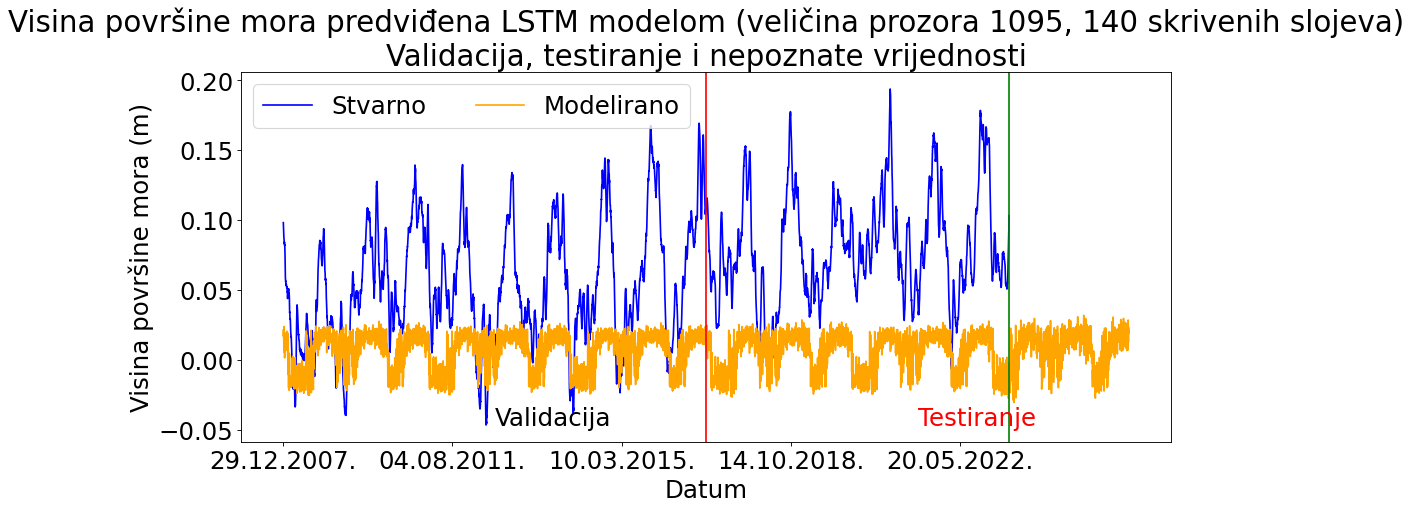 Visina površine mora predviđena LSTM modelom (veličina prozora 1095, 140 skrivenih slojeva)
Validacija, testiranje i nepoznate vrijednosti
Stvarno
Modelirano
Visina površine mora (m)
0.20
0.15
0.10
0.05
0.00
−0.05
Validacija
Testiranje
29.12.2007.
04.08.2011.
10.03.2015.
14.10.2018.
20.05.2022.
Datum